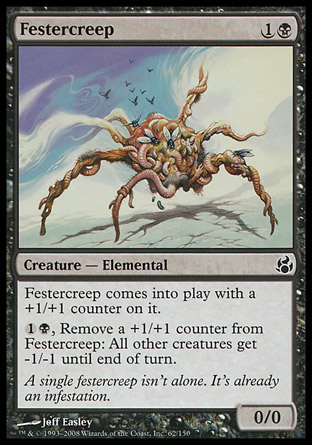 Festercreep 1
Creature — Elemental
Festercreep comes into play with a
+1/+1 counter on it.
1 , Remove a +1/+1 counter from
Festercreep: All other creatures get
-1/-1 until end of turn.
A single festercreep isn't alone. It's already
an infestation.
Jeff Easley
™ & © 1993–2008 Wizards of the Coast, Inc. 62/150
0/0